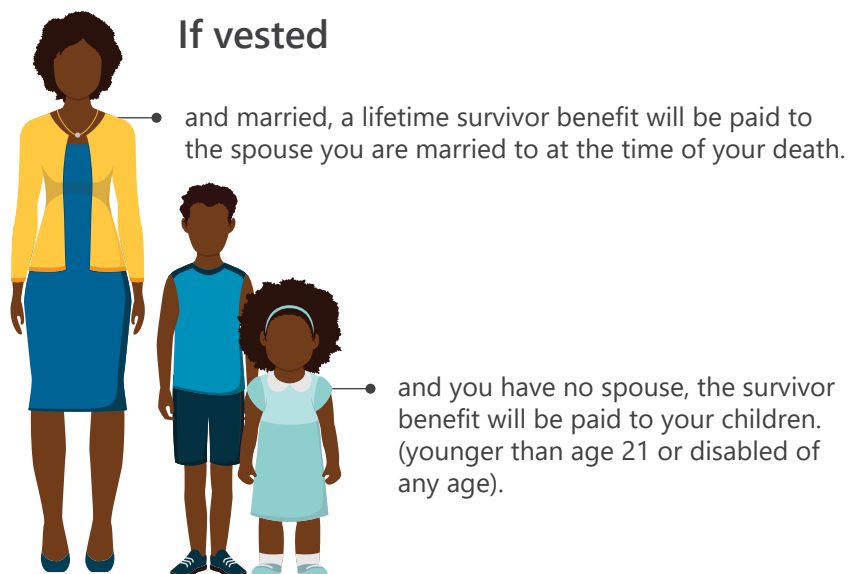 If vested
and married, a lifetime survivor benefit will be paid to
the spouse you are married to at the time of your death.
and you have no spouse, the survivor
benefit will be paid to your children.
(younger than age 21 or disabled of
any age).